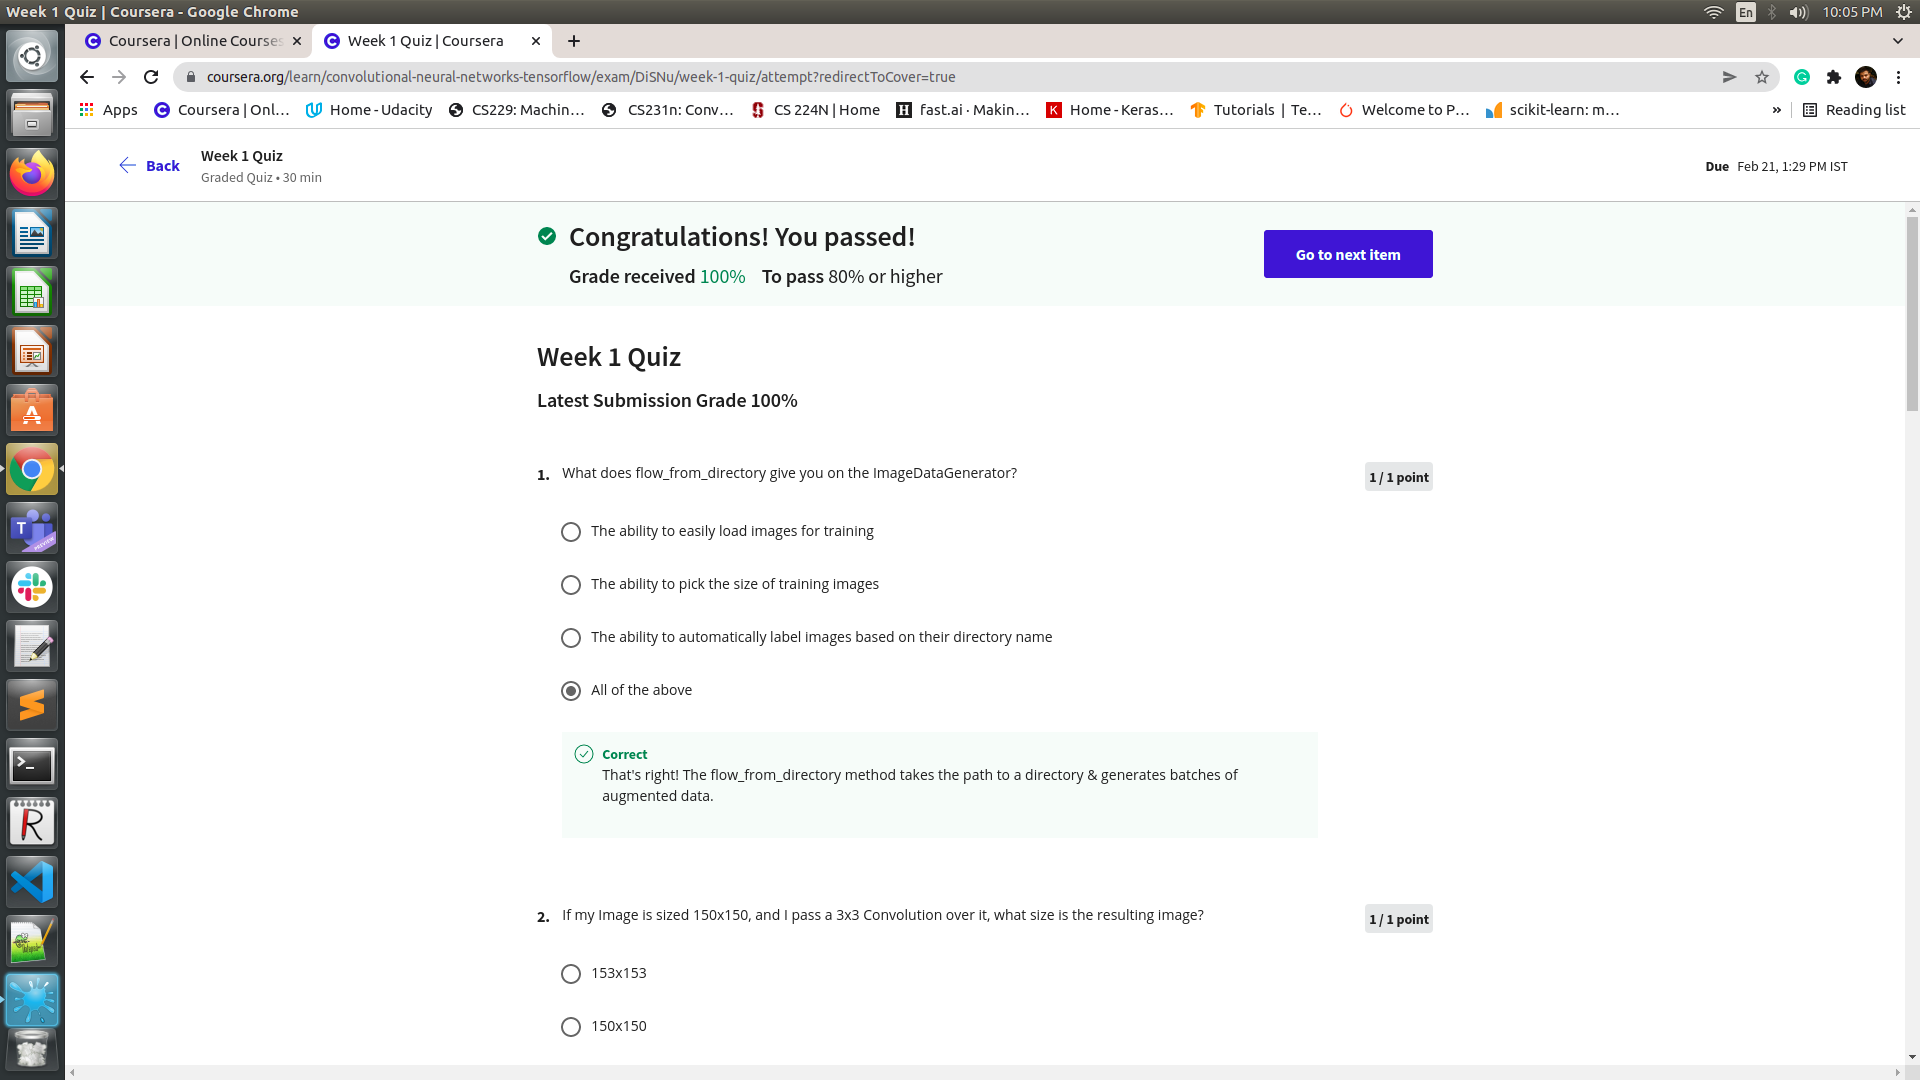 Week 1 Quiz | Coursera - Google Chrome
En
10:05 PM
Coursera | Online Courses
Week 1 Quiz | Coursera
coursera.org/learn/convolutional-neural-networks-tensorflow/exam/DiSNu/week-1-quiz/attempt?redirectToCover=true
Apps
Coursera | Onl...
Home - Udacity
CS229: Machin...
CS231n: Conv...
CS 224N | Home
fast.ai · Makin...
Home - Keras...
Tutorials | Te...
Welcome to P...
scikit-learn: m...
»
Reading list
Back
Week 1 Quiz
Graded Quiz • 30 min
Due Feb 21, 1:29 PM IST
Congratulations! You passed!
Grade received 100% To pass 80% or higher
Go to next item
Week 1 Quiz
Latest Submission Grade 100%
1. What does flow_from_directory give you on the ImageDataGenerator?
1 / 1 point
The ability to easily load images for training
The ability to pick the size of training images
The ability to automatically label images based on their directory name
All of the above
Correct
That's right! The flow_from_directory method takes the path to a directory & generates batches of
augmented data.
2. If my Image is sized 150x150, and I pass a 3x3 Convolution over it, what size is the resulting image?
1 / 1 point
153x153
150x150